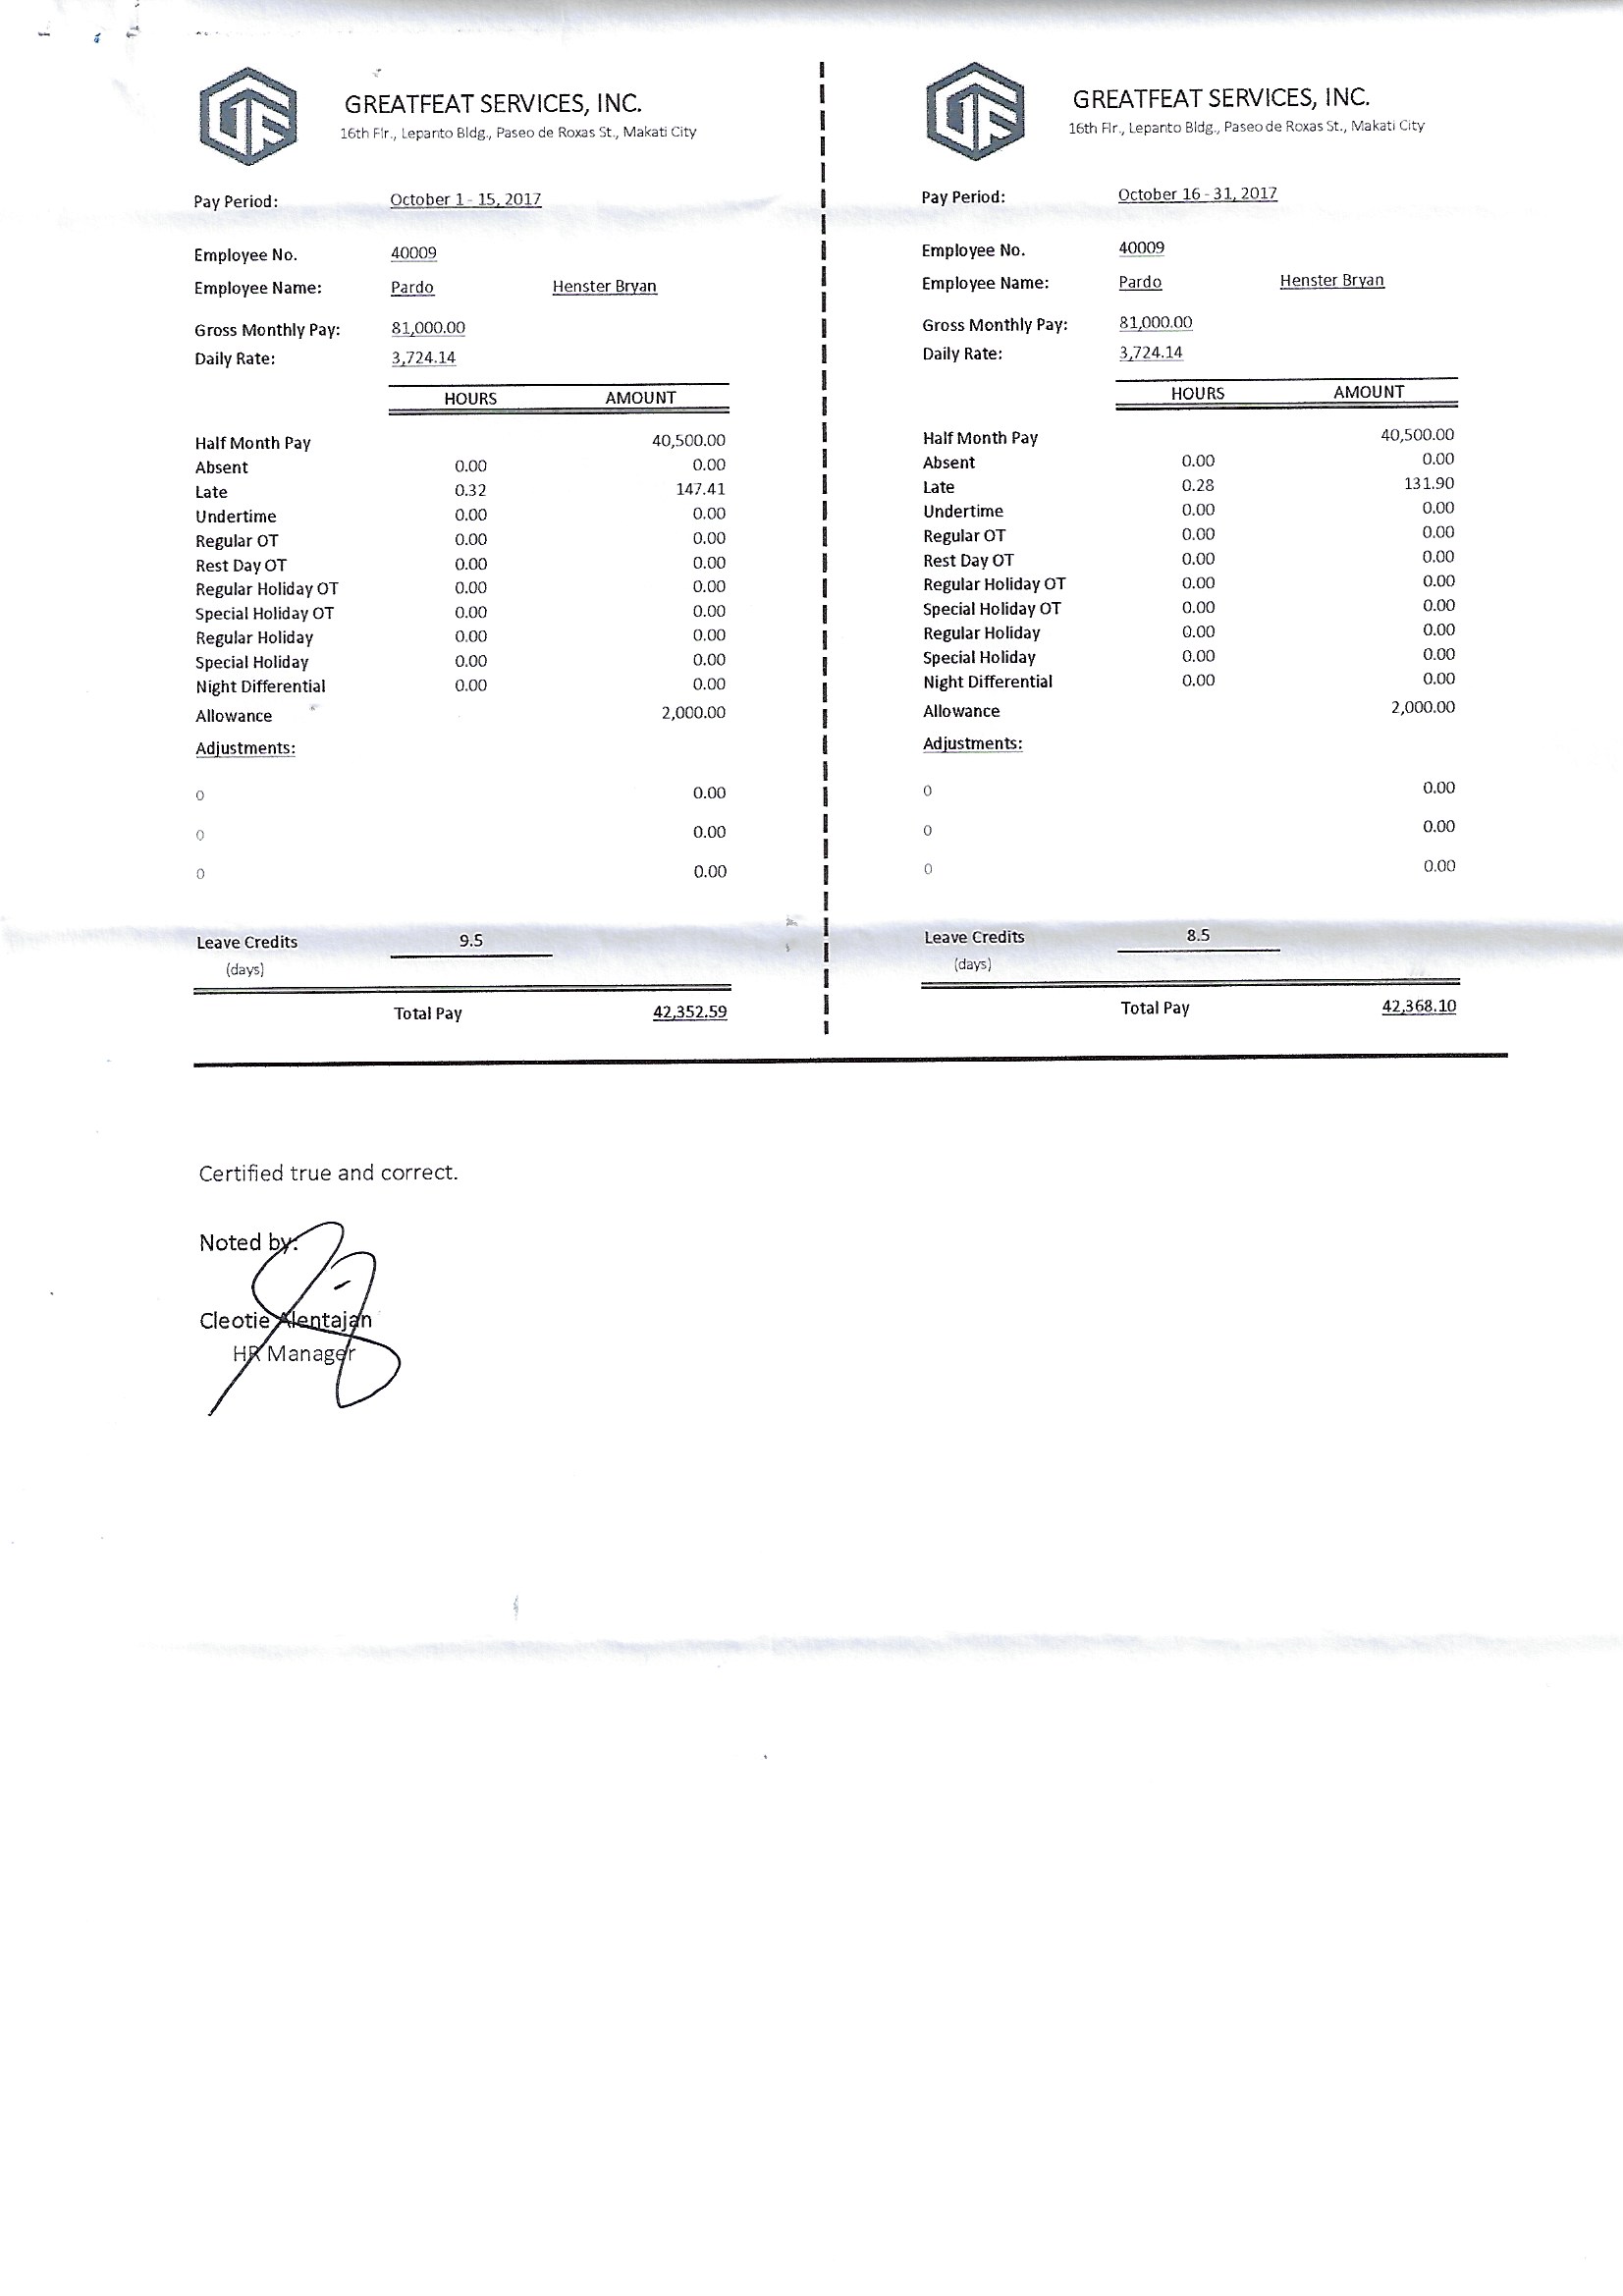 GREATFEAT SERVICES, INC.
16th Flr., Lepanto Bldg., Paseo de Roxas St., Makati City
Pay Period: October 1 - 15, 2017
Employee No. 40009
Employee Name: Pardo Henster Bryan
Gross Monthly Pay: 81,000.00
Daily Rate: 3,724.14
HOURS AMOUNT
Half Month Pay 40,500.00
Absent 0.00 0.00
Late 0.32 147.41
Undertime 0.00 0.00
Regular OT 0.00 0.00
Rest Day OT 0.00 0.00
Regular Holiday OT 0.00 0.00
Special Holiday OT 0.00 0.00
Regular Holiday 0.00 0.00
Special Holiday 0.00 0.00
Night Differential 0.00 0.00
Allowance 2,000.00
Adjustments:
0 0.00
0 0.00
0 0.00
Leave Credits 9.5
(days)
Total Pay 42,352.59
GREATFEAT SERVICES, INC.
16th Flr., Lepanto Bldg., Paseo de Roxas St., Makati City
Pay Period: October 16 - 31, 2017
Employee No. 40009
Employee Name: Pardo Henster Bryan
Gross Monthly Pay: 81,000.00
Daily Rate: 3,724.14
HOURS AMOUNT
Half Month Pay 40,500.00
Absent 0.00 0.00
Late 0.28 131.90
Undertime 0.00 0.00
Regular OT 0.00 0.00
Rest Day OT 0.00 0.00
Regular Holiday OT 0.00 0.00
Special Holiday OT 0.00 0.00
Regular Holiday 0.00 0.00
Special Holiday 0.00 0.00
Night Differential 0.00 0.00
Allowance 2,000.00
Adjustments:
0 0.00
0 0.00
0 0.00
Leave Credits 8.5
(days)
Total Pay 42,368.10
Certified true and correct.
Noted by:
Cleotie Alentajan
HR Manager